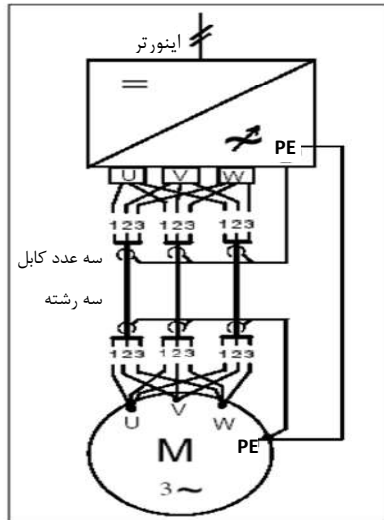 اینورتر
=
PE
U V W
123 123 123
سه عدد کابل
سه رشته
123 123 123
U V W
PE
M
3 ~